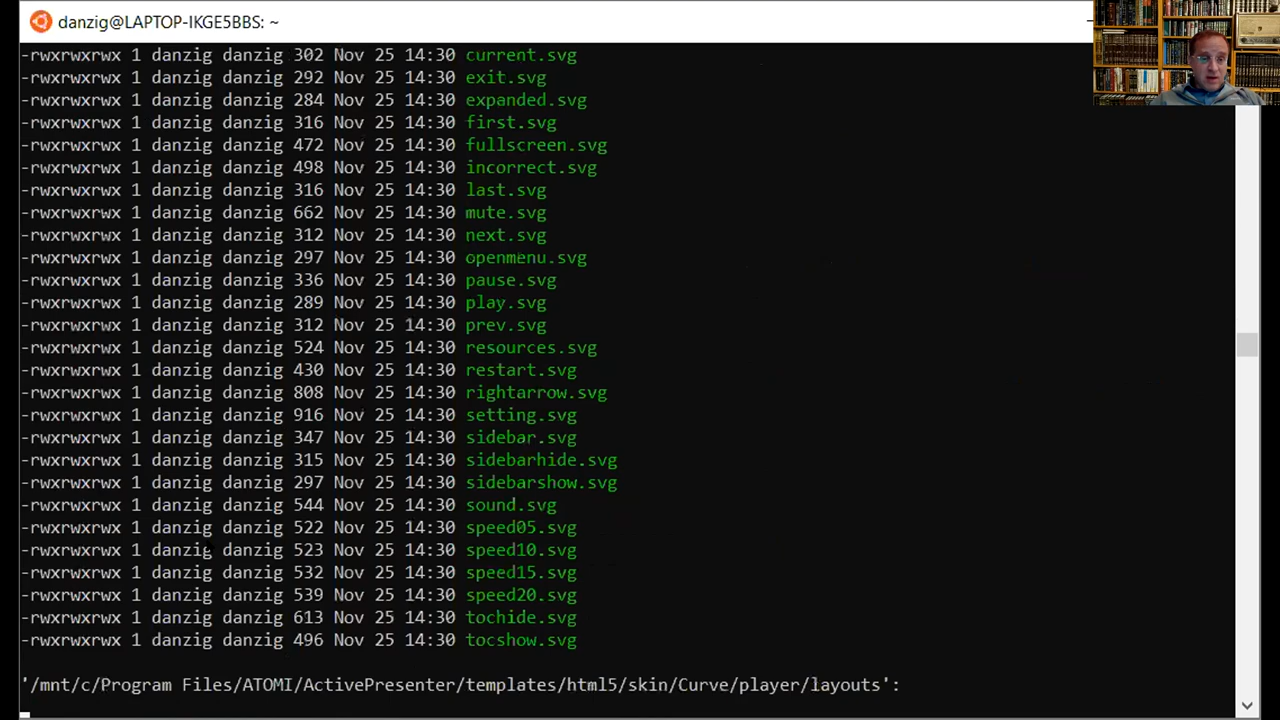 danzig@LAPTOP-IKGE5BBS: ~
-rwxrwxrwx 1 danzig danzig 302 Nov 25 14:30 current.svg
-rwxrwxrwx 1 danzig danzig 292 Nov 25 14:30 exit.svg
-rwxrwxrwx 1 danzig danzig 284 Nov 25 14:30 expanded.svg
-rwxrwxrwx 1 danzig danzig 316 Nov 25 14:30 first.svg
-rwxrwxrwx 1 danzig danzig 472 Nov 25 14:30 fullscreen.svg
-rwxrwxrwx 1 danzig danzig 498 Nov 25 14:30 incorrect.svg
-rwxrwxrwx 1 danzig danzig 316 Nov 25 14:30 last.svg
-rwxrwxrwx 1 danzig danzig 662 Nov 25 14:30 mute.svg
-rwxrwxrwx 1 danzig danzig 312 Nov 25 14:30 next.svg
-rwxrwxrwx 1 danzig danzig 297 Nov 25 14:30 openmenu.svg
-rwxrwxrwx 1 danzig danzig 336 Nov 25 14:30 pause.svg
-rwxrwxrwx 1 danzig danzig 289 Nov 25 14:30 play.svg
-rwxrwxrwx 1 danzig danzig 312 Nov 25 14:30 prev.svg
-rwxrwxrwx 1 danzig danzig 524 Nov 25 14:30 resources.svg
-rwxrwxrwx 1 danzig danzig 430 Nov 25 14:30 restart.svg
-rwxrwxrwx 1 danzig danzig 808 Nov 25 14:30 rightarrow.svg
-rwxrwxrwx 1 danzig danzig 916 Nov 25 14:30 setting.svg
-rwxrwxrwx 1 danzig danzig 347 Nov 25 14:30 sidebar.svg
-rwxrwxrwx 1 danzig danzig 315 Nov 25 14:30 sidebarhide.svg
-rwxrwxrwx 1 danzig danzig 297 Nov 25 14:30 sidebarshow.svg
-rwxrwxrwx 1 danzig danzig 544 Nov 25 14:30 sound.svg
-rwxrwxrwx 1 danzig danzig 522 Nov 25 14:30 speed05.svg
-rwxrwxrwx 1 danzig danzig 523 Nov 25 14:30 speed10.svg
-rwxrwxrwx 1 danzig danzig 532 Nov 25 14:30 speed15.svg
-rwxrwxrwx 1 danzig danzig 539 Nov 25 14:30 speed20.svg
-rwxrwxrwx 1 danzig danzig 613 Nov 25 14:30 tochide.svg
-rwxrwxrwx 1 danzig danzig 496 Nov 25 14:30 tocshow.svg
'/mnt/c/Program Files/ATOMI/ActivePresenter/templates/html5/skin/Curve/player/layouts':